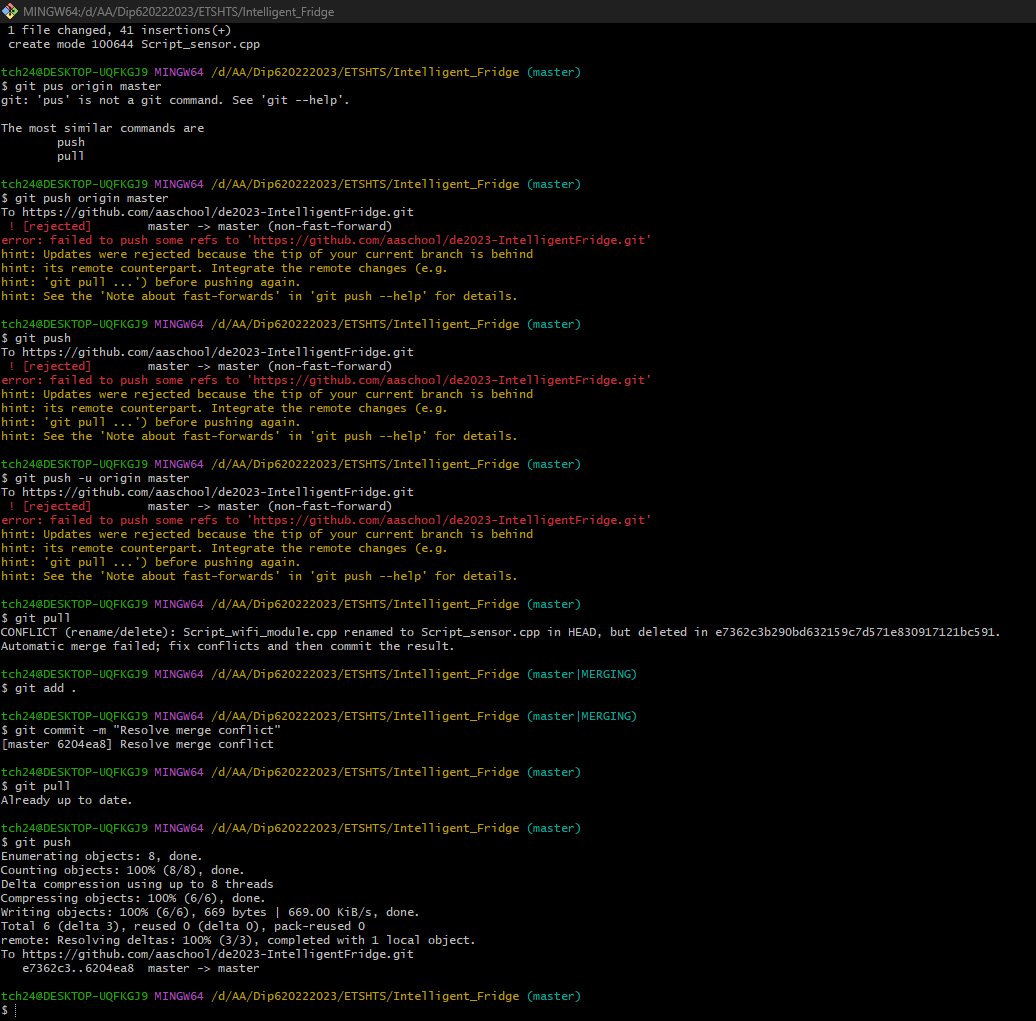 MINGW64:/d/AA/Dip620222023/ETSHTS/Intelligent_Fridge
1 file changed, 41 insertions(+)
create mode 100644 Script_sensor.cpp
tch24@DESKTOP-UQFKGJ9 MINGW64 /d/AA/Dip620222023/ETSHTS/Intelligent_Fridge (master)
$ git pus origin master
git: 'pus' is not a git command. See 'git --help'.
The most similar commands are
push
pull
tch24@DESKTOP-UQFKGJ9 MINGW64 /d/AA/Dip620222023/ETSHTS/Intelligent_Fridge (master)
$ git push origin master
To https://github.com/aaschool/de2023-IntelligentFridge.git
! [rejected]        master -> master (non-fast-forward)
error: failed to push some refs to 'https://github.com/aaschool/de2023-IntelligentFridge.git'
hint: Updates were rejected because the tip of your current branch is behind
hint: its remote counterpart. Integrate the remote changes (e.g.
hint: 'git pull ...') before pushing again.
hint: See the 'Note about fast-forwards' in 'git push --help' for details.
tch24@DESKTOP-UQFKGJ9 MINGW64 /d/AA/Dip620222023/ETSHTS/Intelligent_Fridge (master)
$ git push
To https://github.com/aaschool/de2023-IntelligentFridge.git
! [rejected]        master -> master (non-fast-forward)
error: failed to push some refs to 'https://github.com/aaschool/de2023-IntelligentFridge.git'
hint: Updates were rejected because the tip of your current branch is behind
hint: its remote counterpart. Integrate the remote changes (e.g.
hint: 'git pull ...') before pushing again.
hint: See the 'Note about fast-forwards' in 'git push --help' for details.
tch24@DESKTOP-UQFKGJ9 MINGW64 /d/AA/Dip620222023/ETSHTS/Intelligent_Fridge (master)
$ git push -u origin master
To https://github.com/aaschool/de2023-IntelligentFridge.git
! [rejected]        master -> master (non-fast-forward)
error: failed to push some refs to 'https://github.com/aaschool/de2023-IntelligentFridge.git'
hint: Updates were rejected because the tip of your current branch is behind
hint: its remote counterpart. Integrate the remote changes (e.g.
hint: 'git pull ...') before pushing again.
hint: See the 'Note about fast-forwards' in 'git push --help' for details.
tch24@DESKTOP-UQFKGJ9 MINGW64 /d/AA/Dip620222023/ETSHTS/Intelligent_Fridge (master)
$ git pull
CONFLICT (rename/delete): Script_wifi_module.cpp renamed to Script_sensor.cpp in HEAD, but deleted in e7362c3b290bd632159c7d571e830917121bc591.
Automatic merge failed; fix conflicts and then commit the result.
tch24@DESKTOP-UQFKGJ9 MINGW64 /d/AA/Dip620222023/ETSHTS/Intelligent_Fridge (master|MERGING)
$ git add .
tch24@DESKTOP-UQFKGJ9 MINGW64 /d/AA/Dip620222023/ETSHTS/Intelligent_Fridge (master|MERGING)
$ git commit -m "Resolve merge conflict"
[master 6204ea8] Resolve merge conflict
tch24@DESKTOP-UQFKGJ9 MINGW64 /d/AA/Dip620222023/ETSHTS/Intelligent_Fridge (master)
$ git pull
Already up to date.
tch24@DESKTOP-UQFKGJ9 MINGW64 /d/AA/Dip620222023/ETSHTS/Intelligent_Fridge (master)
$ git push
Enumerating objects: 8, done.
Counting objects: 100% (8/8), done.
Delta compression using up to 8 threads
Compressing objects: 100% (6/6), done.
Writing objects: 100% (6/6), 669 bytes | 669.00 KiB/s, done.
Total 6 (delta 3), reused 0 (delta 0), pack-reused 0
remote: Resolving deltas: 100% (3/3), completed with 1 local object.
To https://github.com/aaschool/de2023-IntelligentFridge.git
e7362c3..6204ea8  master -> master
tch24@DESKTOP-UQFKGJ9 MINGW64 /d/AA/Dip620222023/ETSHTS/Intelligent_Fridge (master)
$